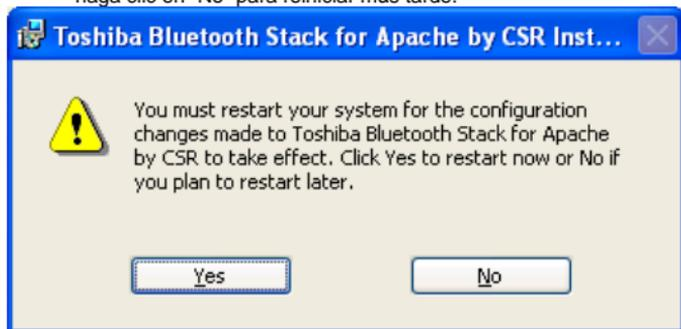 haga clic en "No" para reiniciar más tarde.
Toshiba Bluetooth Stack for Apache by CSR Inst...
You must restart your system for the configuration
changes made to Toshiba Bluetooth Stack for Apache
by CSR to take effect. Click Yes to restart now or No if
you plan to restart later.
Yes
No